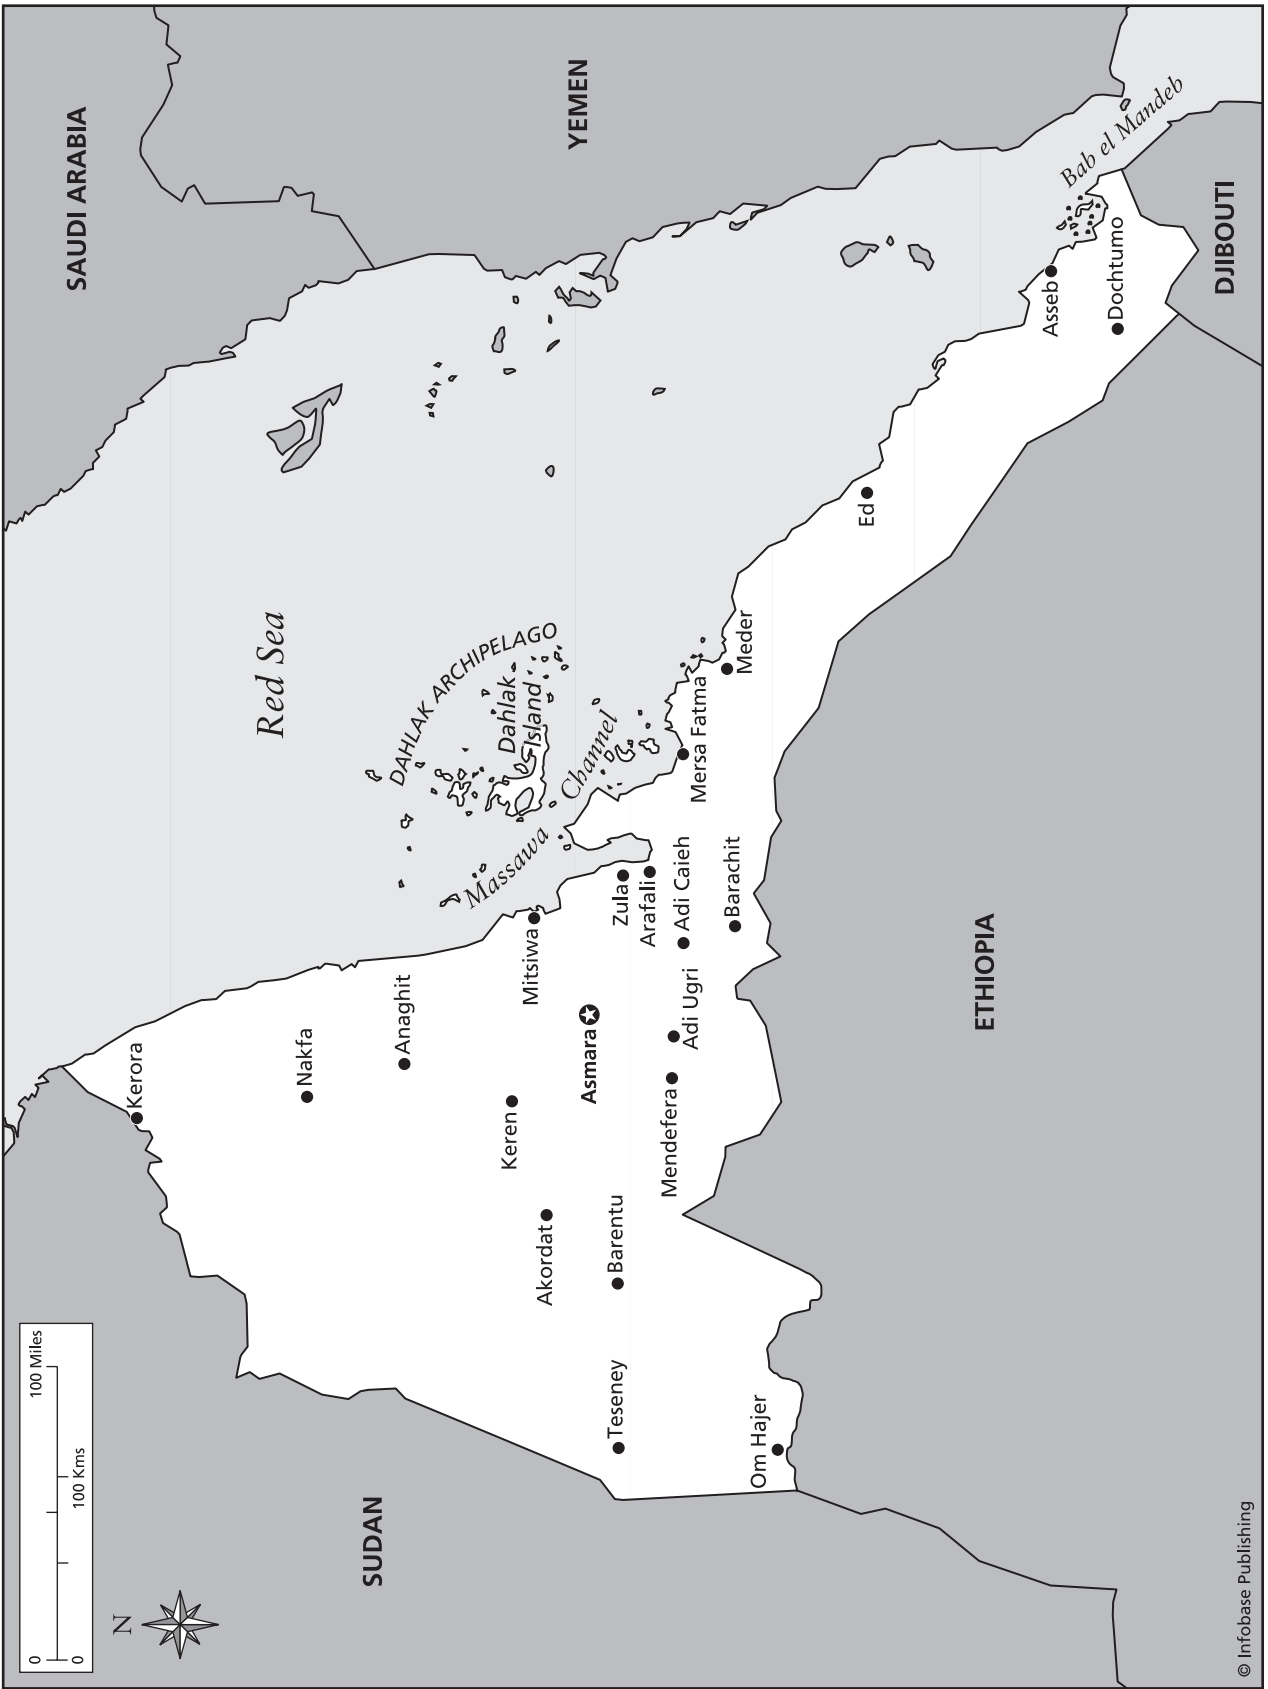 0
100 Miles
0
100 Kms
N
SAUDI ARABIA
YEMEN
SUDAN
ETHIOPIA
DJIBOUTI
Red Sea
DAHLAK ARCHIPELAGO
Dahlak
Island
Massawa Channel
Bab el Mandeb
Kerora
Nakfa
Anaghit
Keren
Mitsiwa
Akordat
Asmara
Teseney
Barentu
Zula
Arafali
Mendefera
Adi Ugri
Adi Caieh
Mersa Fatma
Barachit
Meder
Om Hajer
Ed
Asseb
Dochtumo
© Infobase Publishing